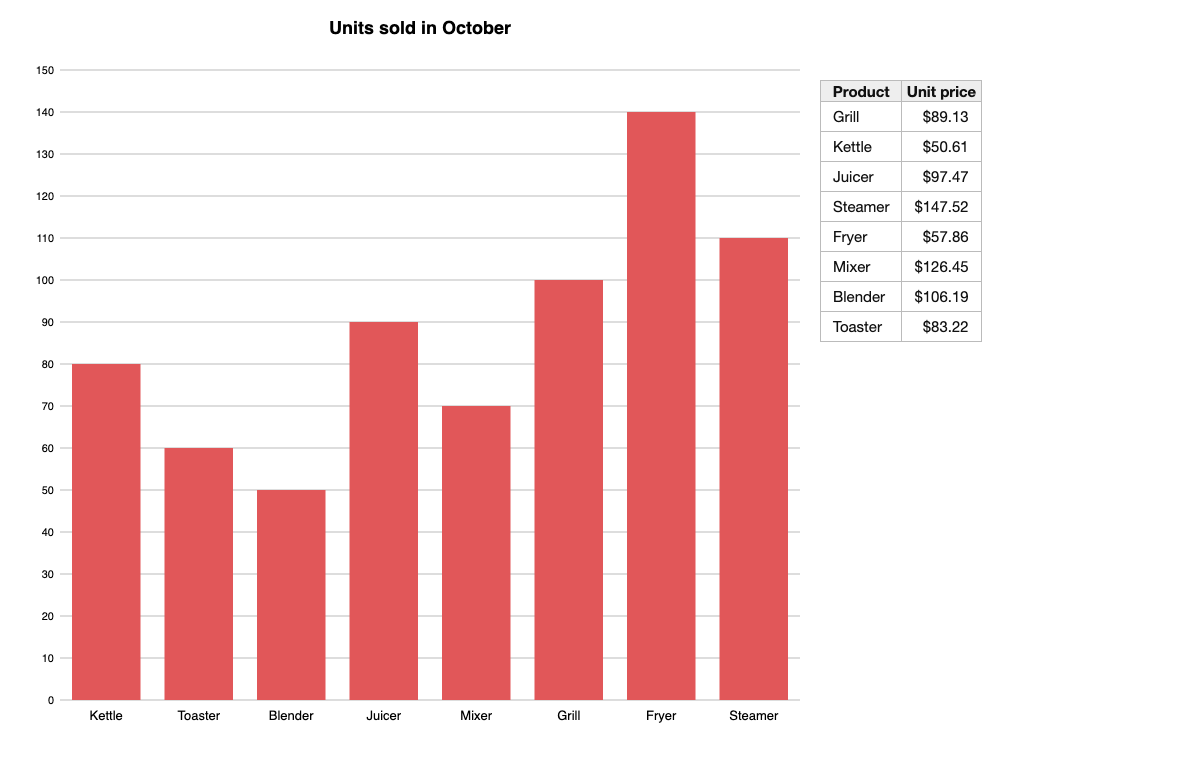 Units sold in October
150
140
130
120
110
100
90
80
70
60
50
40
30
20
10
0
Kettle Toaster Blender Juicer Mixer Grill Fryer Steamer
Product Unit price
Grill $89.13
Kettle $50.61
Juicer $97.47
Steamer $147.52
Fryer $57.86
Mixer $126.45
Blender $106.19
Toaster $83.22